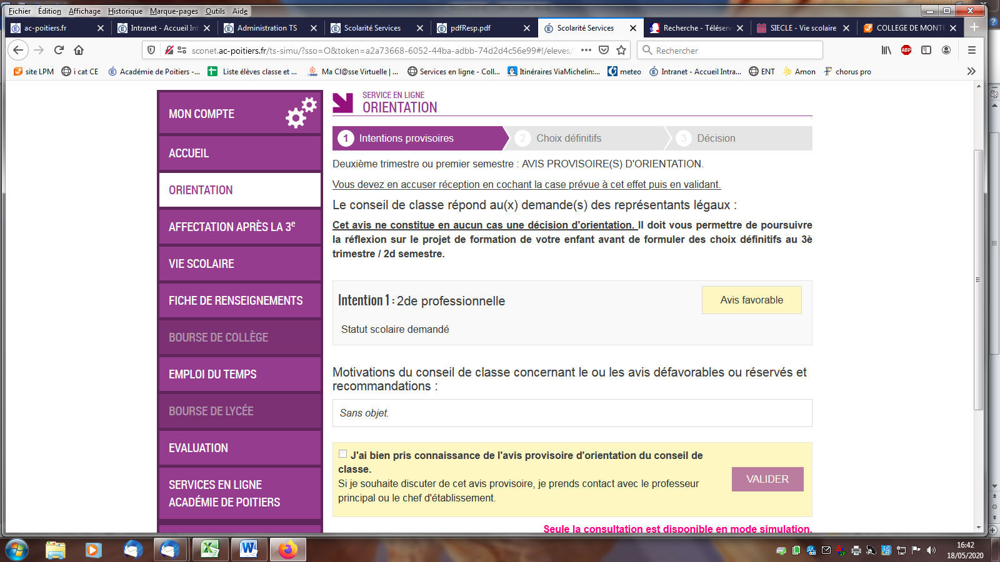 Fichier Édition Affichage Historique Marque-pages Outils Aide
ac-poitiers.fr
Intranet - Accueil Int
Administration TS
Scolarité Services
pdfResp.pdf
Scolarité Services
Recherche - Téléserv
SIECLE - Vie scolaire
COLLEGE DE MONTE
sconet.ac-poitiers.fr/ts-simu/?sso=O&token=a2a73668-6052-44ba-adbb-74d2d4c56e99#!/eleves/
Rechercher
ABP
site LPM
i cat CE
Académie de Poitiers -...
Liste élèves classe et ...
Ma Cl@sse Virtuelle | ...
Services en ligne - Coll...
Itinéraires ViaMichelin:...
meteo
Intranet - Accueil Intra...
ENT
Amon
chorus pro
MON COMPTE
ACCUEIL
ORIENTATION
AFFECTATION APRÈS LA 3e
VIE SCOLAIRE
FICHE DE RENSEIGNEMENTS
BOURSE DE COLLÈGE
EMPLOI DU TEMPS
BOURSE DE LYCÉE
EVALUATION
SERVICES EN LIGNE
ACADÉMIE DE POITIERS
SERVICE EN LIGNE
ORIENTATION
1 Intentions provisoires
2 Choix définitifs
3 Décision
Deuxième trimestre ou premier semestre : AVIS PROVISOIRE(S) D'ORIENTATION.
Vous devez en accuser réception en cochant la case prévue à cet effet puis en validant.
Le conseil de classe répond au(x) demande(s) des représentants légaux :
Cet avis ne constitue en aucun cas une décision d'orientation. Il doit vous permettre de poursuivre
la réflexion sur le projet de formation de votre enfant avant de formuler des choix définitifs au 3è
trimestre / 2d semestre.
Intention 1 : 2de professionnelle
Avis favorable
Statut scolaire demandé
Motivations du conseil de classe concernant le ou les avis défavorables ou réservés et
recommandations :
Sans objet.
J'ai bien pris connaissance de l'avis provisoire d'orientation du conseil de
classe.
Si je souhaite discuter de cet avis provisoire, je prends contact avec le professeur
principal ou le chef d'établissement.
VALIDER
Seule la consultation est disponible en mode simulation.
16:42
18/05/2020